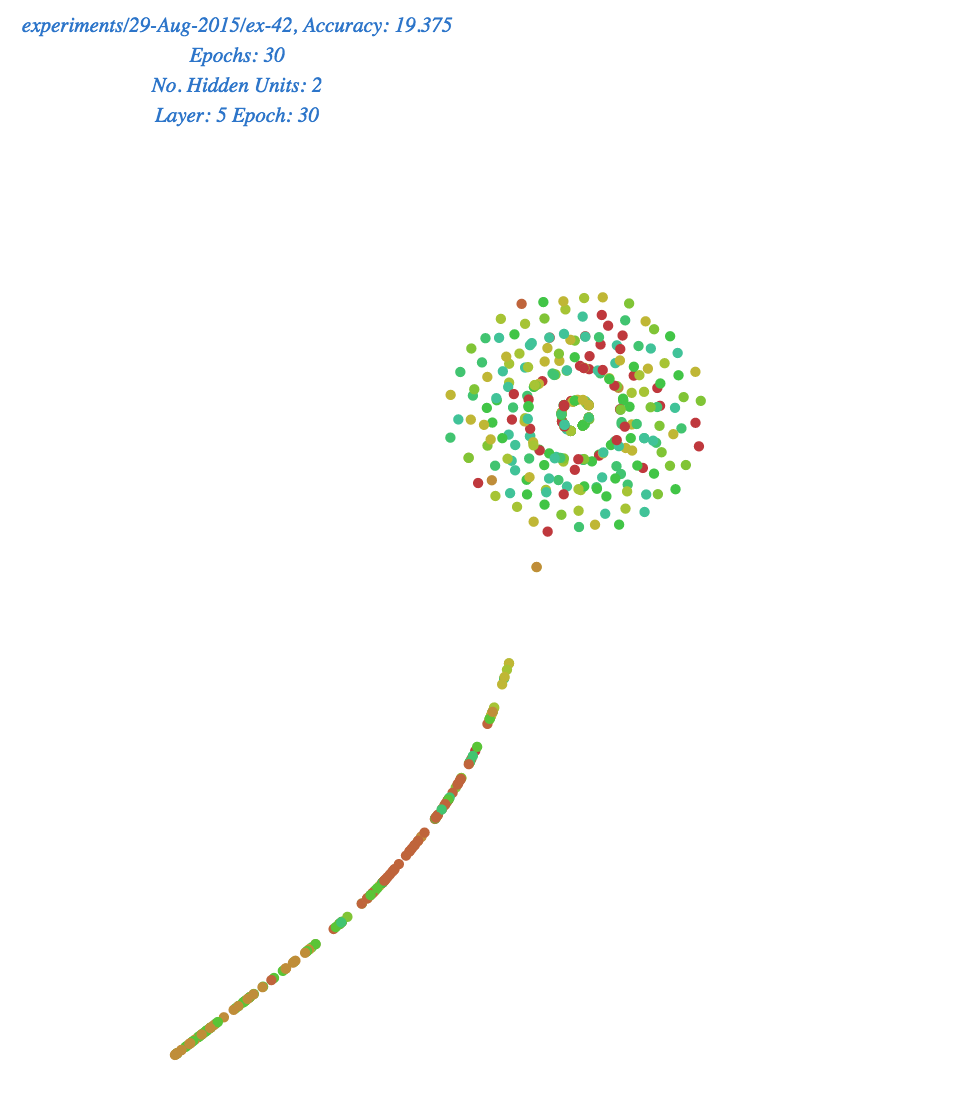 experiments/29-Aug-2015/ex-42, Accuracy: 19.375
Epochs: 30
No. Hidden Units: 2
Layer: 5 Epoch: 30